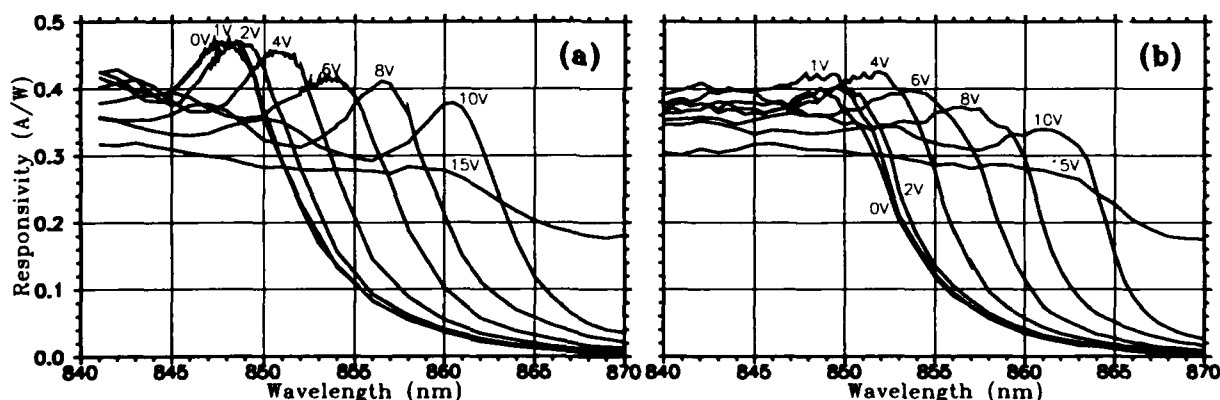 0.5
0.4
0.3
0.2
0.1
0.0
Responsivity (A/W)
0V 1V 2V 4V 6V 8V 10V 15V
(a)
840 845 850 855 860 865 870
Wavelength (nm)
1V 4V 6V 8V 10V 15V 2V 0V
(b)
840 845 850 855 860 865 870
Wavelength (nm)